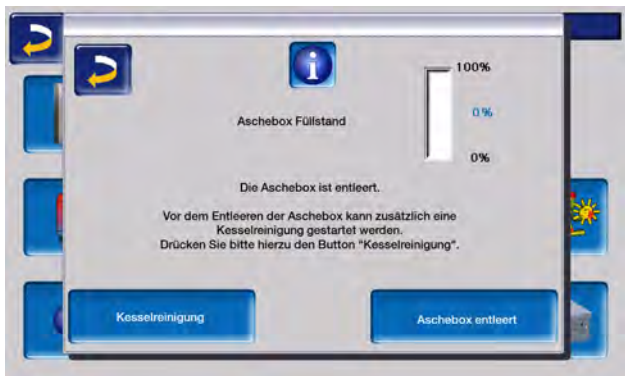 i
100%
Aschebox Füllstand
0%
0%
Die Aschebox ist entleert.
Vor dem Entleeren der Aschebox kann zusätzlich eine
Kesselreinigung gestartet werden.
Drücken Sie bitte hierzu den Button "Kesselreinigung".
Kesselreinigung
Aschebox entleert